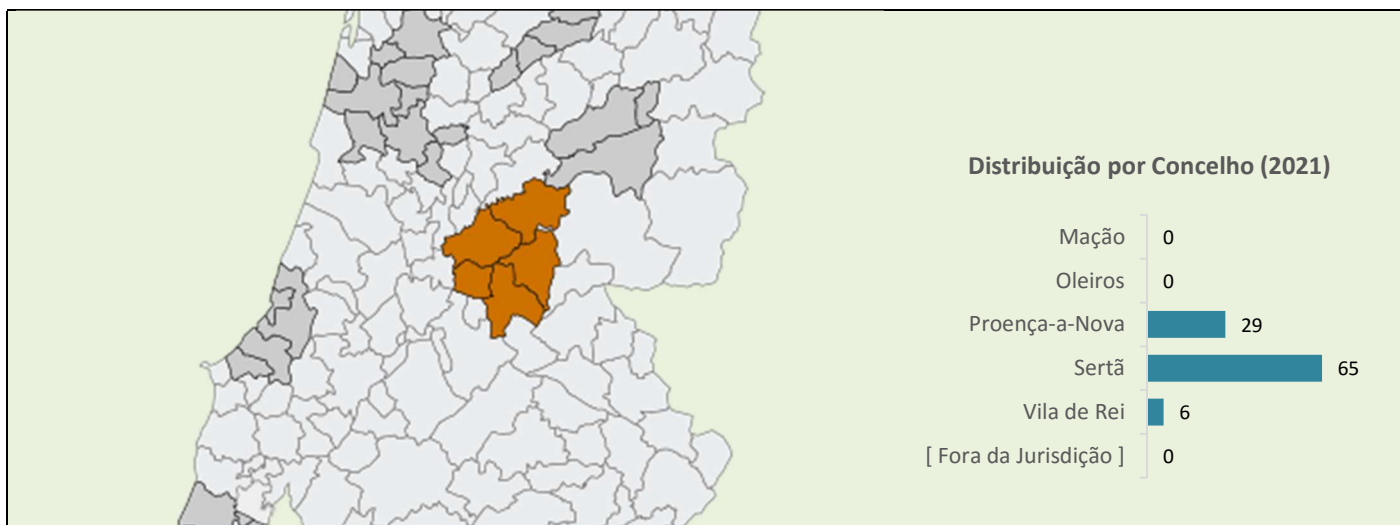 Distribuição por Concelho (2021)
Mação 0
Oleiros 0
Proença-a-Nova 29
Sertã 65
Vila de Rei 6
[ Fora da Jurisdição ] 0